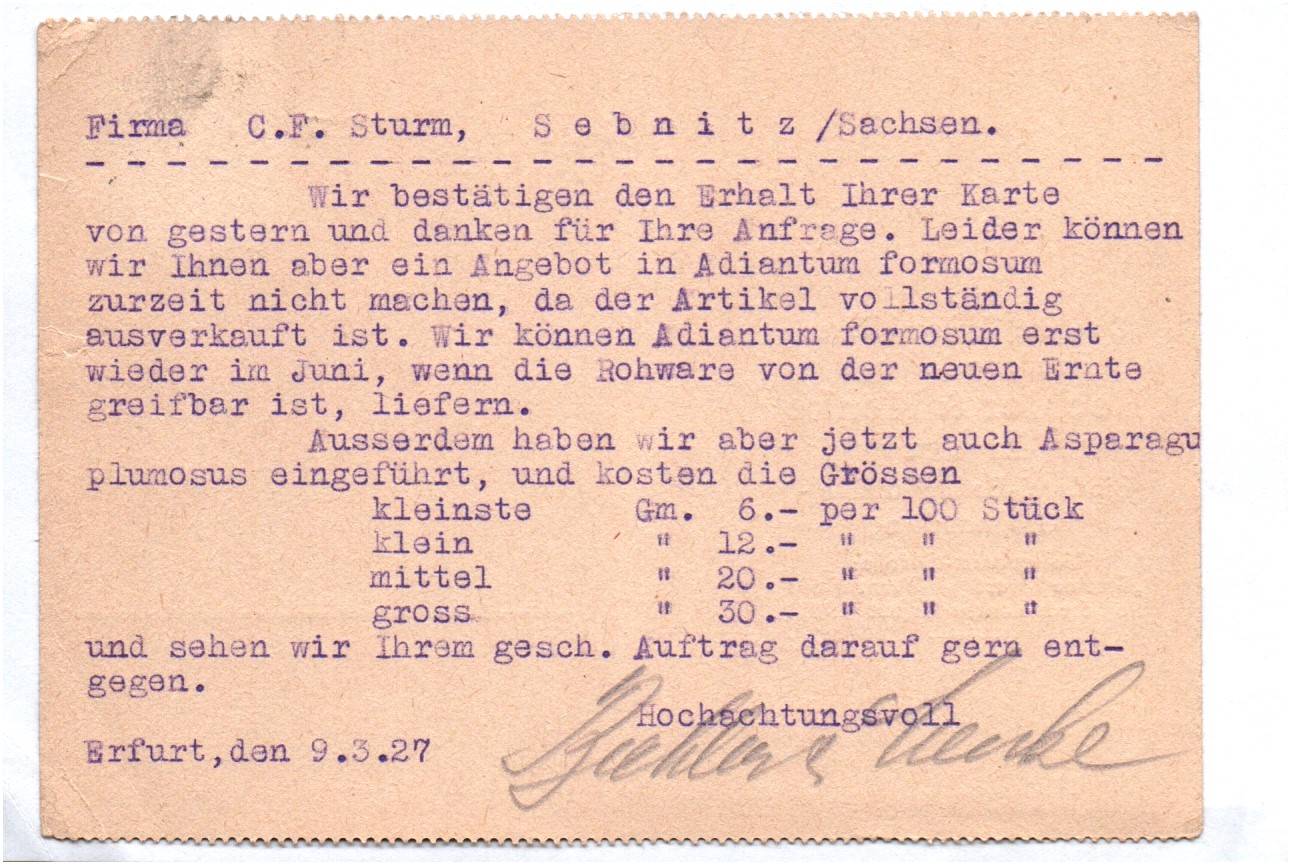 Firma C.F. Sturm, S e b n i t z /Sachsen.
- - - - - - - - - - - - - - - - - - - - - - - - - - -
Wir bestätigen den Erhalt Ihrer Karte
von gestern und danken für Ihre Anfrage. Leider können
wir Ihnen aber ein Angebot in Adiantum formosum
zurzeit nicht machen, da der Artikel vollständig
ausverkauft ist. Wir können Adiantum formosum erst
wieder im Juni, wenn die Rohware von der neuen Ernte
greifbar ist, liefern.
Ausserdem haben wir aber jetzt auch Asparagu
plumosus eingeführt, und kosten die Grössen
kleinste Gm. 6.- per 100 Stück
klein " 12.- " " "
mittel " 20.- " " "
gross " 30.- " " "
und sehen wir Ihrem gesch. Auftrag darauf gern ent-
gegen.
Hochachtungsvoll
Erfurt,den 9.3.27